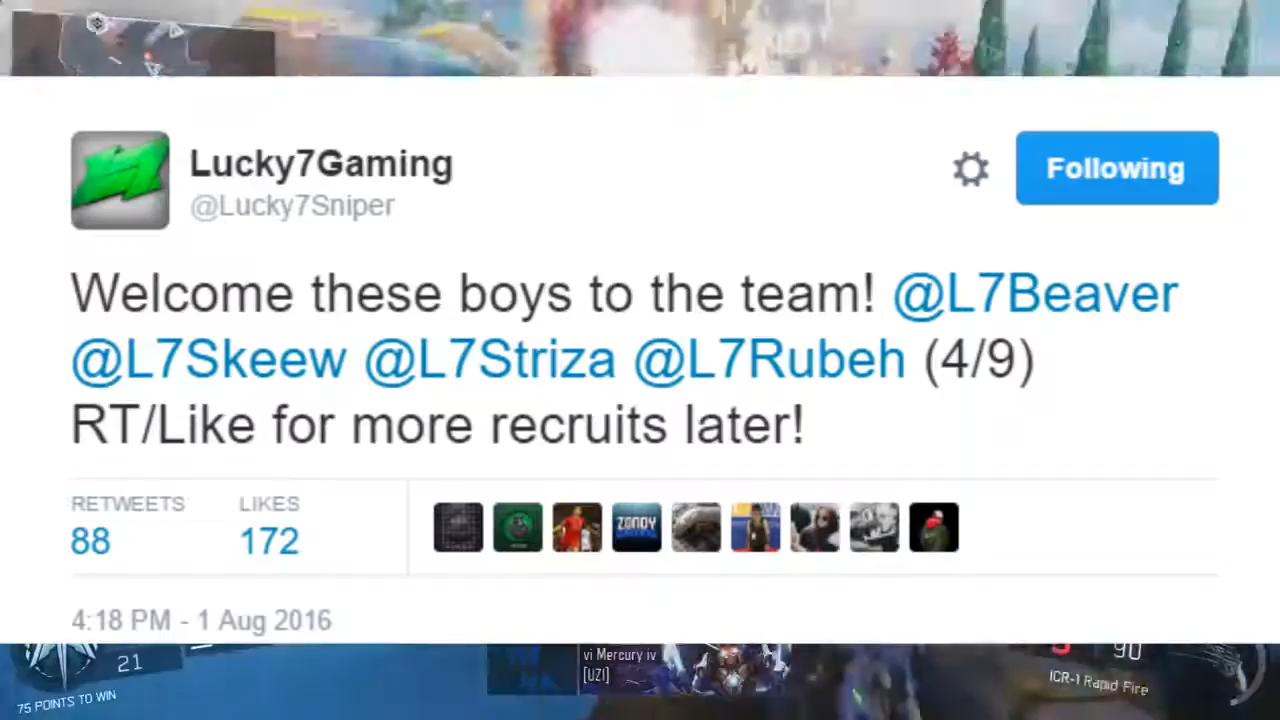 Lucky7Gaming
@Lucky7Sniper
Following
Welcome these boys to the team! @L7Beaver
@L7Skeew @L7Striza @L7Rubeh (4/9)
RT/Like for more recruits later!
RETWEETS LIKES
88 172
ZONDY
4:18 PM - 1 Aug 2016
21
75 POINTS TO WIN
vi Mercury iv
[UZI]
90
ICR-1 Rapid Fire